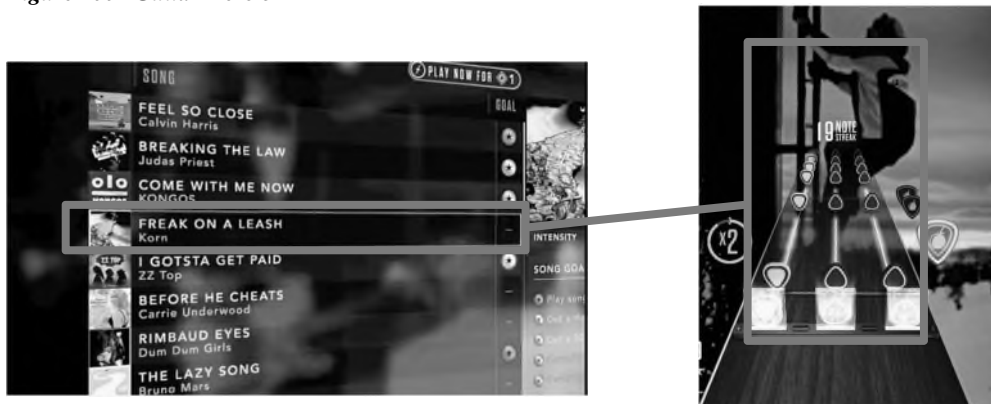 SONG
PLAY NOW FOR 1
GOAL
FEEL SO CLOSE
Calvin Harris
BREAKING THE LAW
Judas Priest
COME WITH ME NOW
KONGOS
FREAK ON A LEASH
Korn
I GOTSTA GET PAID
ZZ Top
BEFORE HE CHEATS
Carrie Underwood
RIMBAUD EYES
Dum Dum Girls
THE LAZY SONG
Bruno Mars
INTENSITY
SONG GOA
Play song
19 NOTE
STREAK
X2